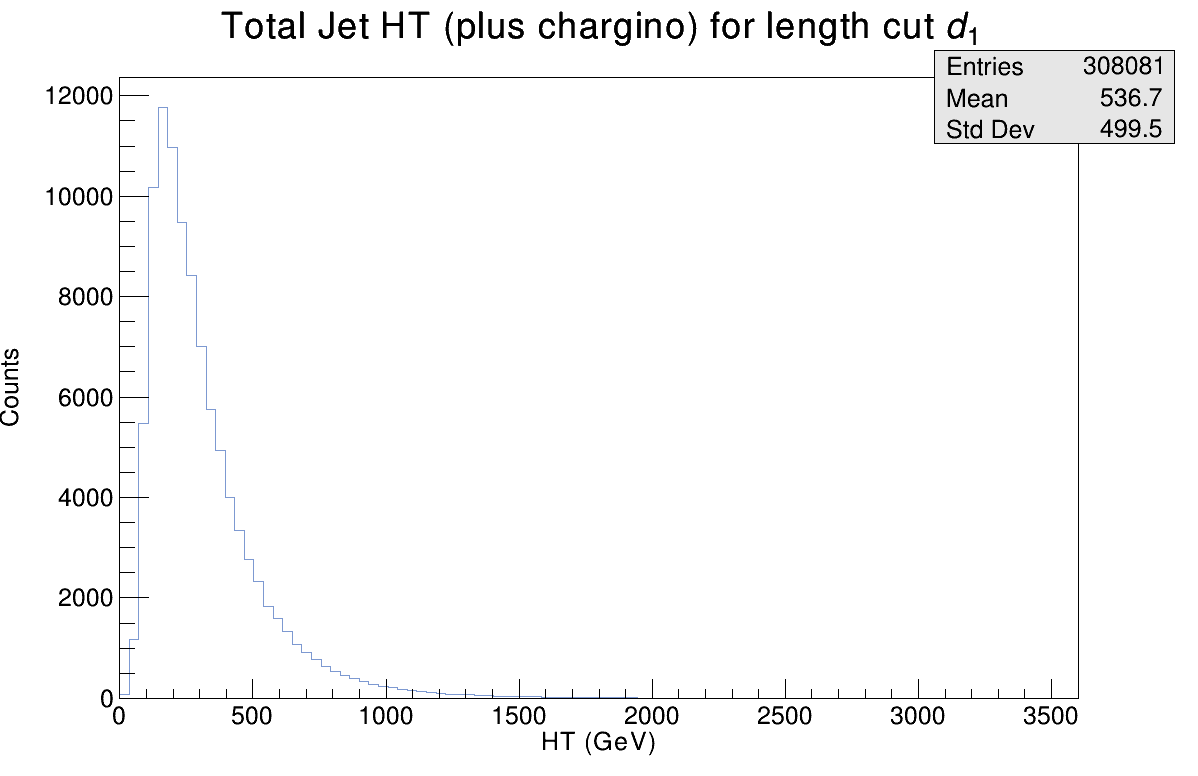 Total Jet HT (plus chargino) for length cut d1
Entries 308081
Mean 536.7
Std Dev 499.5
12000
10000
8000
6000
4000
2000
0
Counts
0 500 1000 1500 2000 2500 3000 3500
HT (GeV)